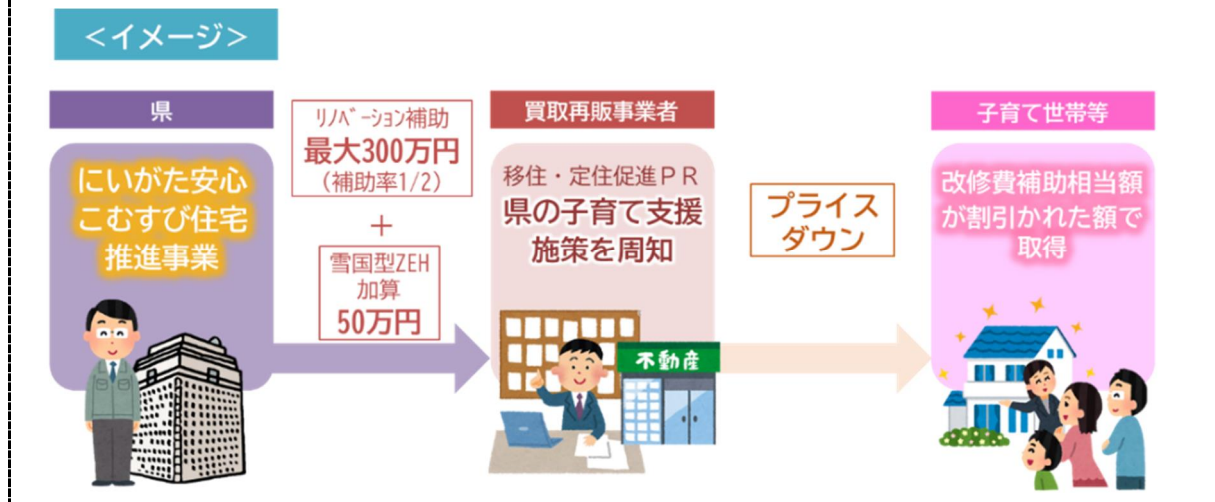 ＜イメージ＞
県
にいがた安心
こむすび住宅
推進事業
ﾘﾉﾍﾞｰｼｮﾝ補助
最大300万円
(補助率1/2)
＋
雪国型ZEH
加算
50万円
買取再販事業者
移住・定住促進ＰＲ
県の子育て支援
施策を周知
不動産
プライス
ダウン
子育て世帯等
改修費補助相当額
が割引かれた額で
取得